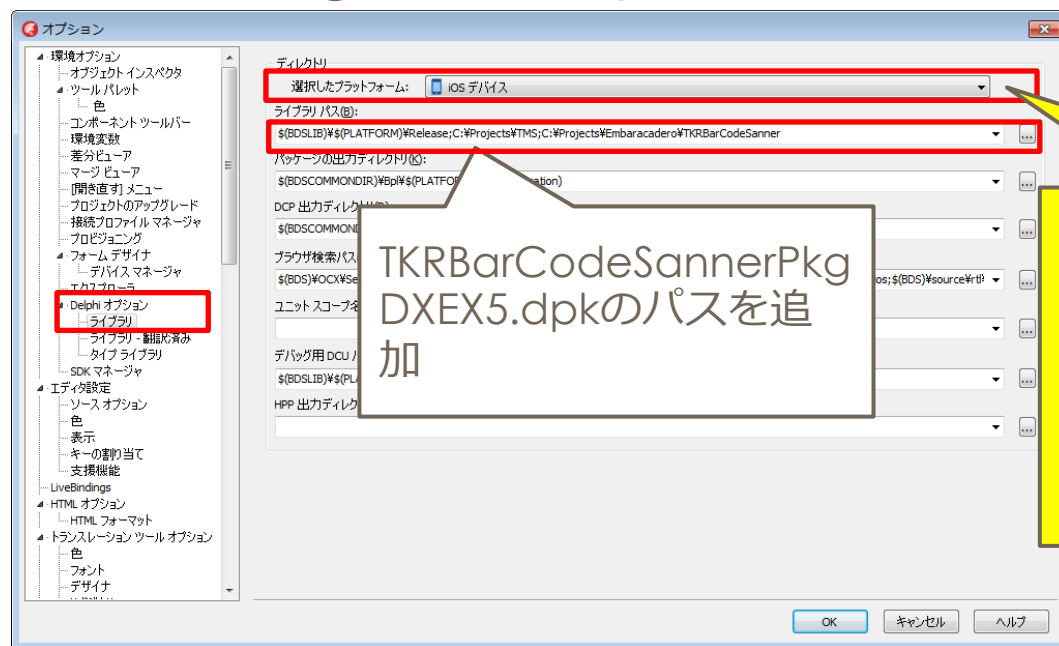 オプション
環境オプション
オブジェクト インスペクタ
ツール パレット
色
コンポーネント ツールバー
環境変数
差分ビューア
マージ ビューア
[開き直す] メニュー
プロジェクトのアップグレード
接続プロファイル マネージャ
プロビジョニング
フォーム デザイナ
デバイス マネージャ
エクスプローラ
Delphi オプション
ライブラリ
ライブラリ - 翻訳済み
タイプ ライブラリ
SDK マネージャ
エディタ設定
ソース オプション
色
表示
キーの割り当て
支援機能
LiveBindings
HTML オプション
HTML フォーマット
トランスレーション ツール オプション
色
フォント
デザイナ
ディレクトリ
選択したプラットフォーム: iOS デバイス
ライブラリ パス(B):
$(BDSLIB)¥$(PLATFORM)¥Release;C:¥Projects¥TMS;C:¥Projects¥Embaracadero¥TKRBarCodeSanner
パッケージの出力ディレクトリ(K):
$(BDSCOMMONDIR)¥Bpl¥$(PLATFO ation)
DCP 出力ディレクトリ
$(BDSCOMMOND
ブラウザ検索パス
$(BDS)¥OCX¥Se os;$(BDS)¥source¥rtl¥
ユニット スコープ名
デバッグ用 DCU パ
$(BDSLIB)¥$(PL
HPP 出力ディレク
TKRBarCodeSannerPkg
DXEX5.dpkのパスを追
加
OK キャンセル ヘルプ